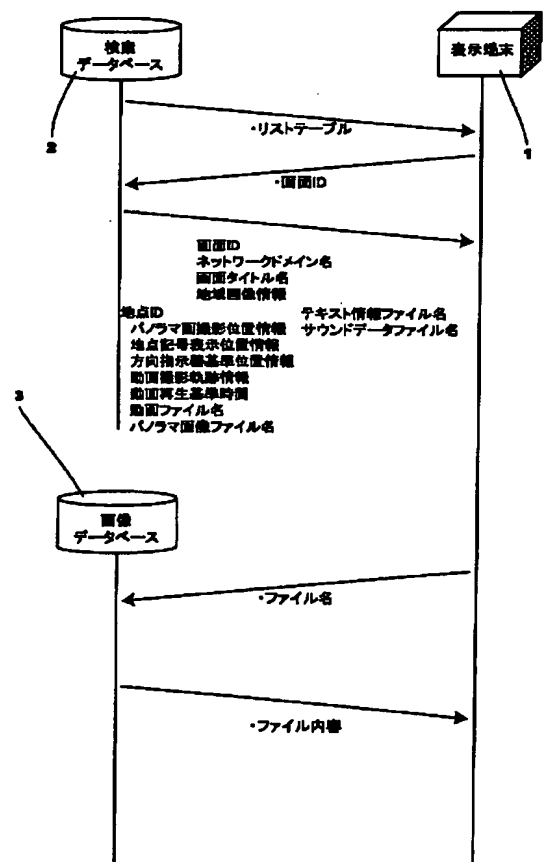 検索
データベース
表示端末
2
1
・リストテーブル
・画面ID
画面ID
ネットワークドメイン名
画面タイトル名
地域画像情報
地点ID
テキスト情報ファイル名
パノラマ画撮影位置情報
サウンドデータファイル名
地点記号表示位置情報
方向指示器基準位置情報
動画撮影軌跡情報
動画再生基準時間
動画ファイル名
パノラマ画像ファイル名
3
画像
データベース
・ファイル名
・ファイル内容